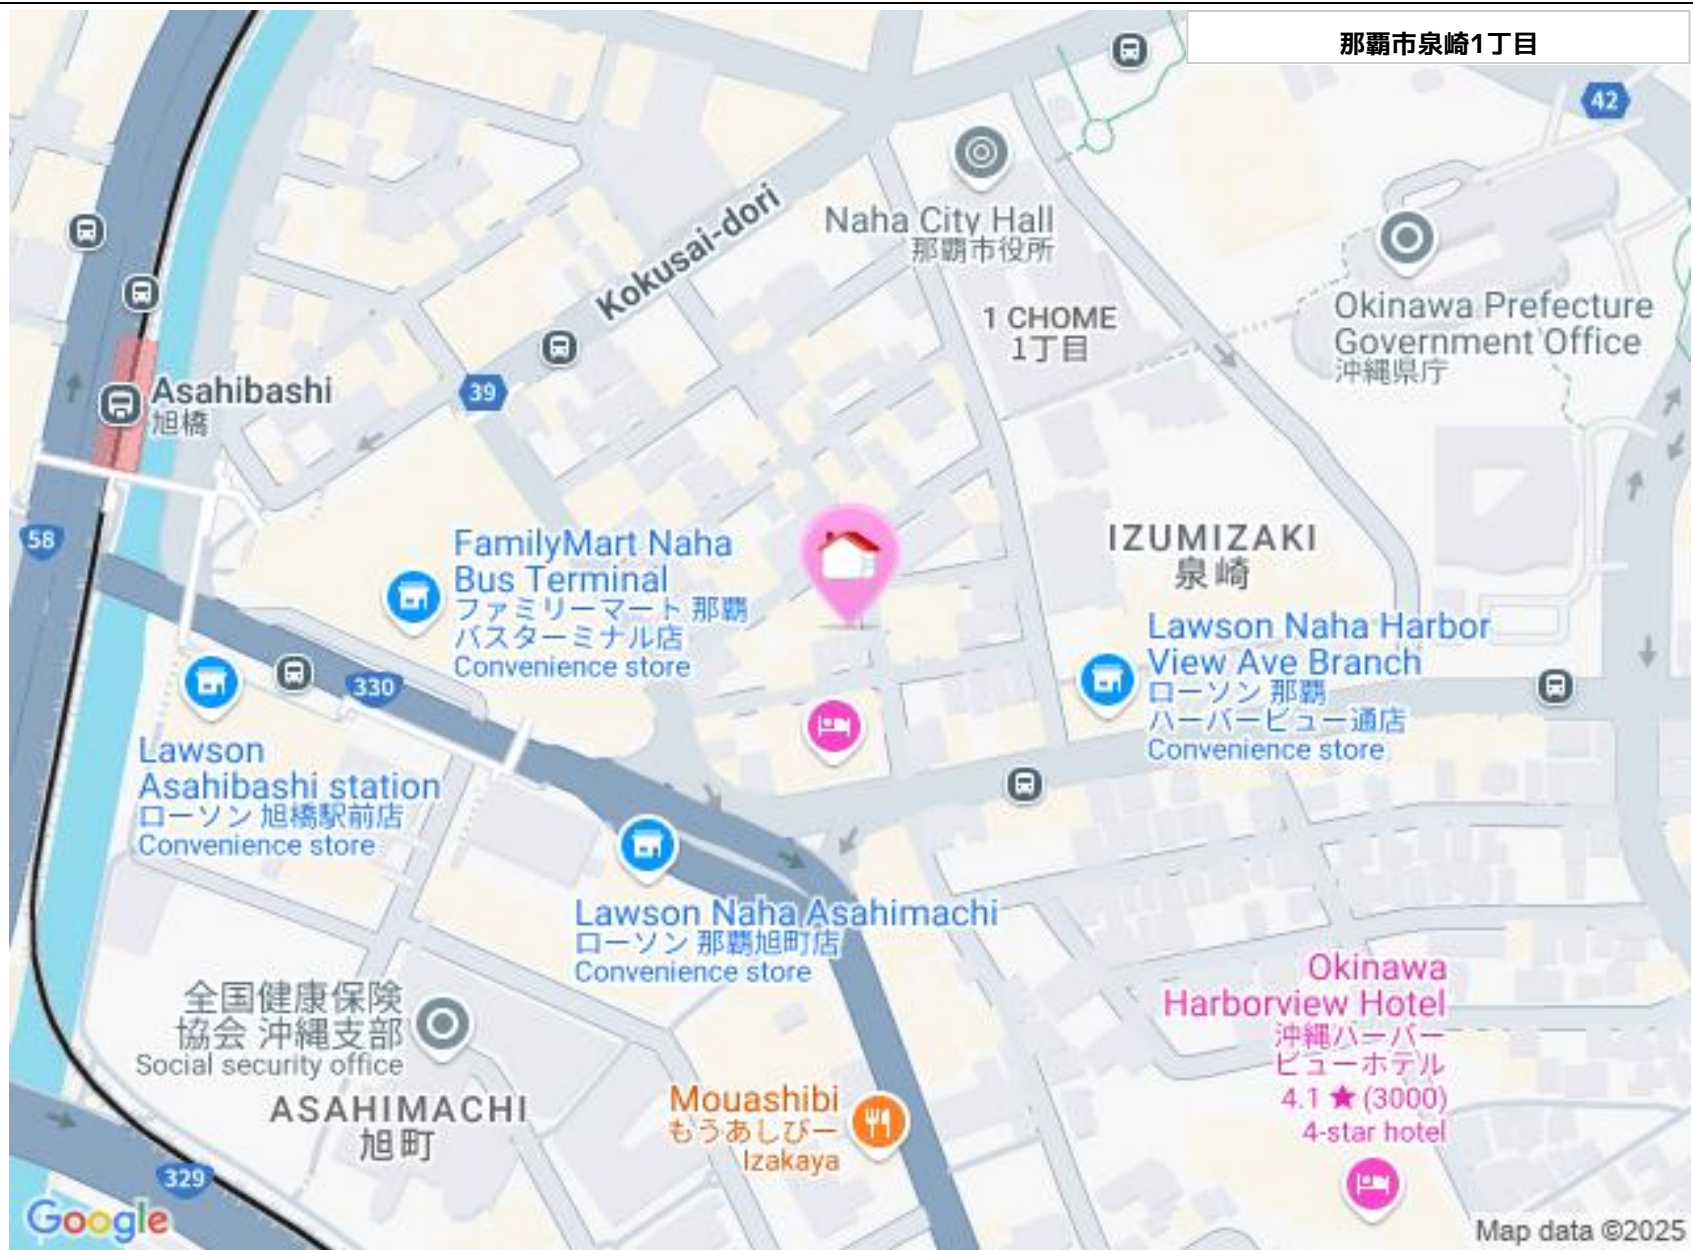 那覇市泉崎1丁目
42
Naha City Hall
那覇市役所
Kokusai-dori
Okinawa Prefecture
Government Office
沖縄県庁
1 CHOME
1丁目
39
Asahibashi
旭橋
58
FamilyMart Naha
Bus Terminal
ファミリーマート 那覇
バスターミナル店
Convenience store
IZUMIZAKI
泉崎
Lawson Naha Harbor
View Ave Branch
ローソン 那覇
ハーバービュー通店
Convenience store
330
Lawson
Asahibashi station
ローソン 旭橋駅前店
Convenience store
Lawson Naha Asahimachi
ローソン 那覇旭町店
Convenience store
全国健康保険
協会 沖縄支部
Social security office
ASAHIMACHI
旭町
Okinawa
Harborview Hotel
沖縄ハーバー
ビューホテル
4.1 ★ (3000)
4-star hotel
Mouashibi
もうあしびー
Izakaya
329
Google
Map data ©2025